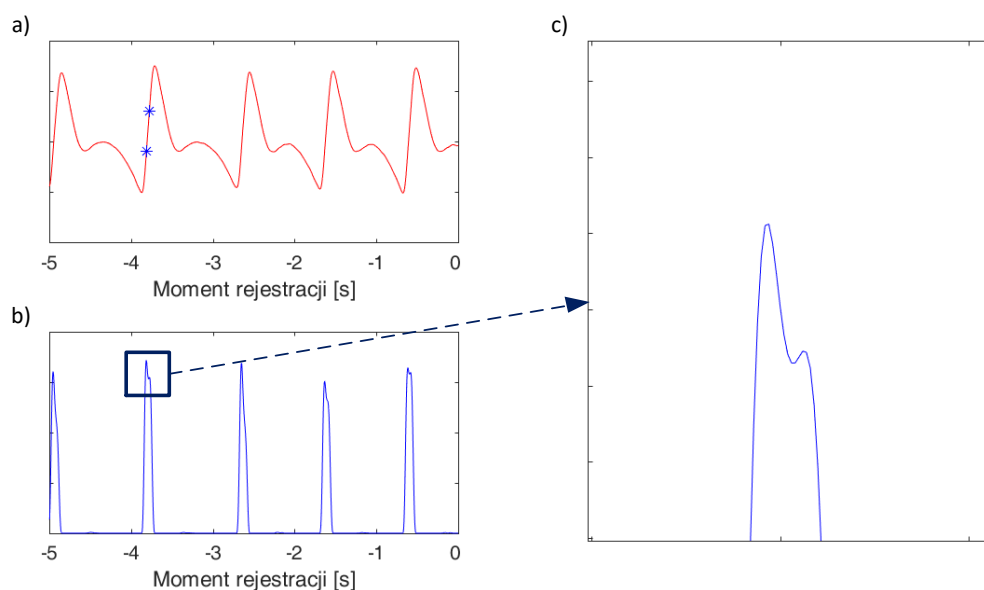 a)
c)
-5 -4 -3 -2 -1 0
Moment rejestracji [s]
b)
-5 -4 -3 -2 -1 0
Moment rejestracji [s]